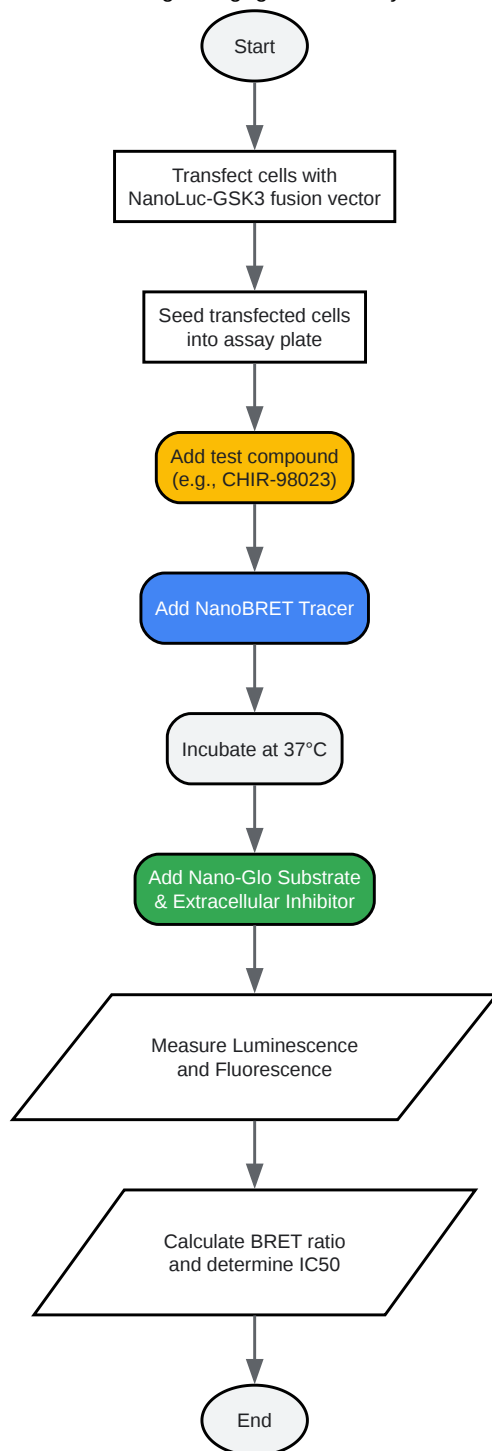 Start
Transfect cells with
NanoLuc-GSK3 fusion vector
Seed transfected cells
into assay plate
Add test compound
(e.g., CHIR-98023)
Add NanoBRET Tracer
Incubate at 37°C
Add Nano-Glo Substrate
& Extracellular Inhibitor
Measure Luminescence
and Fluorescence
Calculate BRET ratio
and determine IC50
End